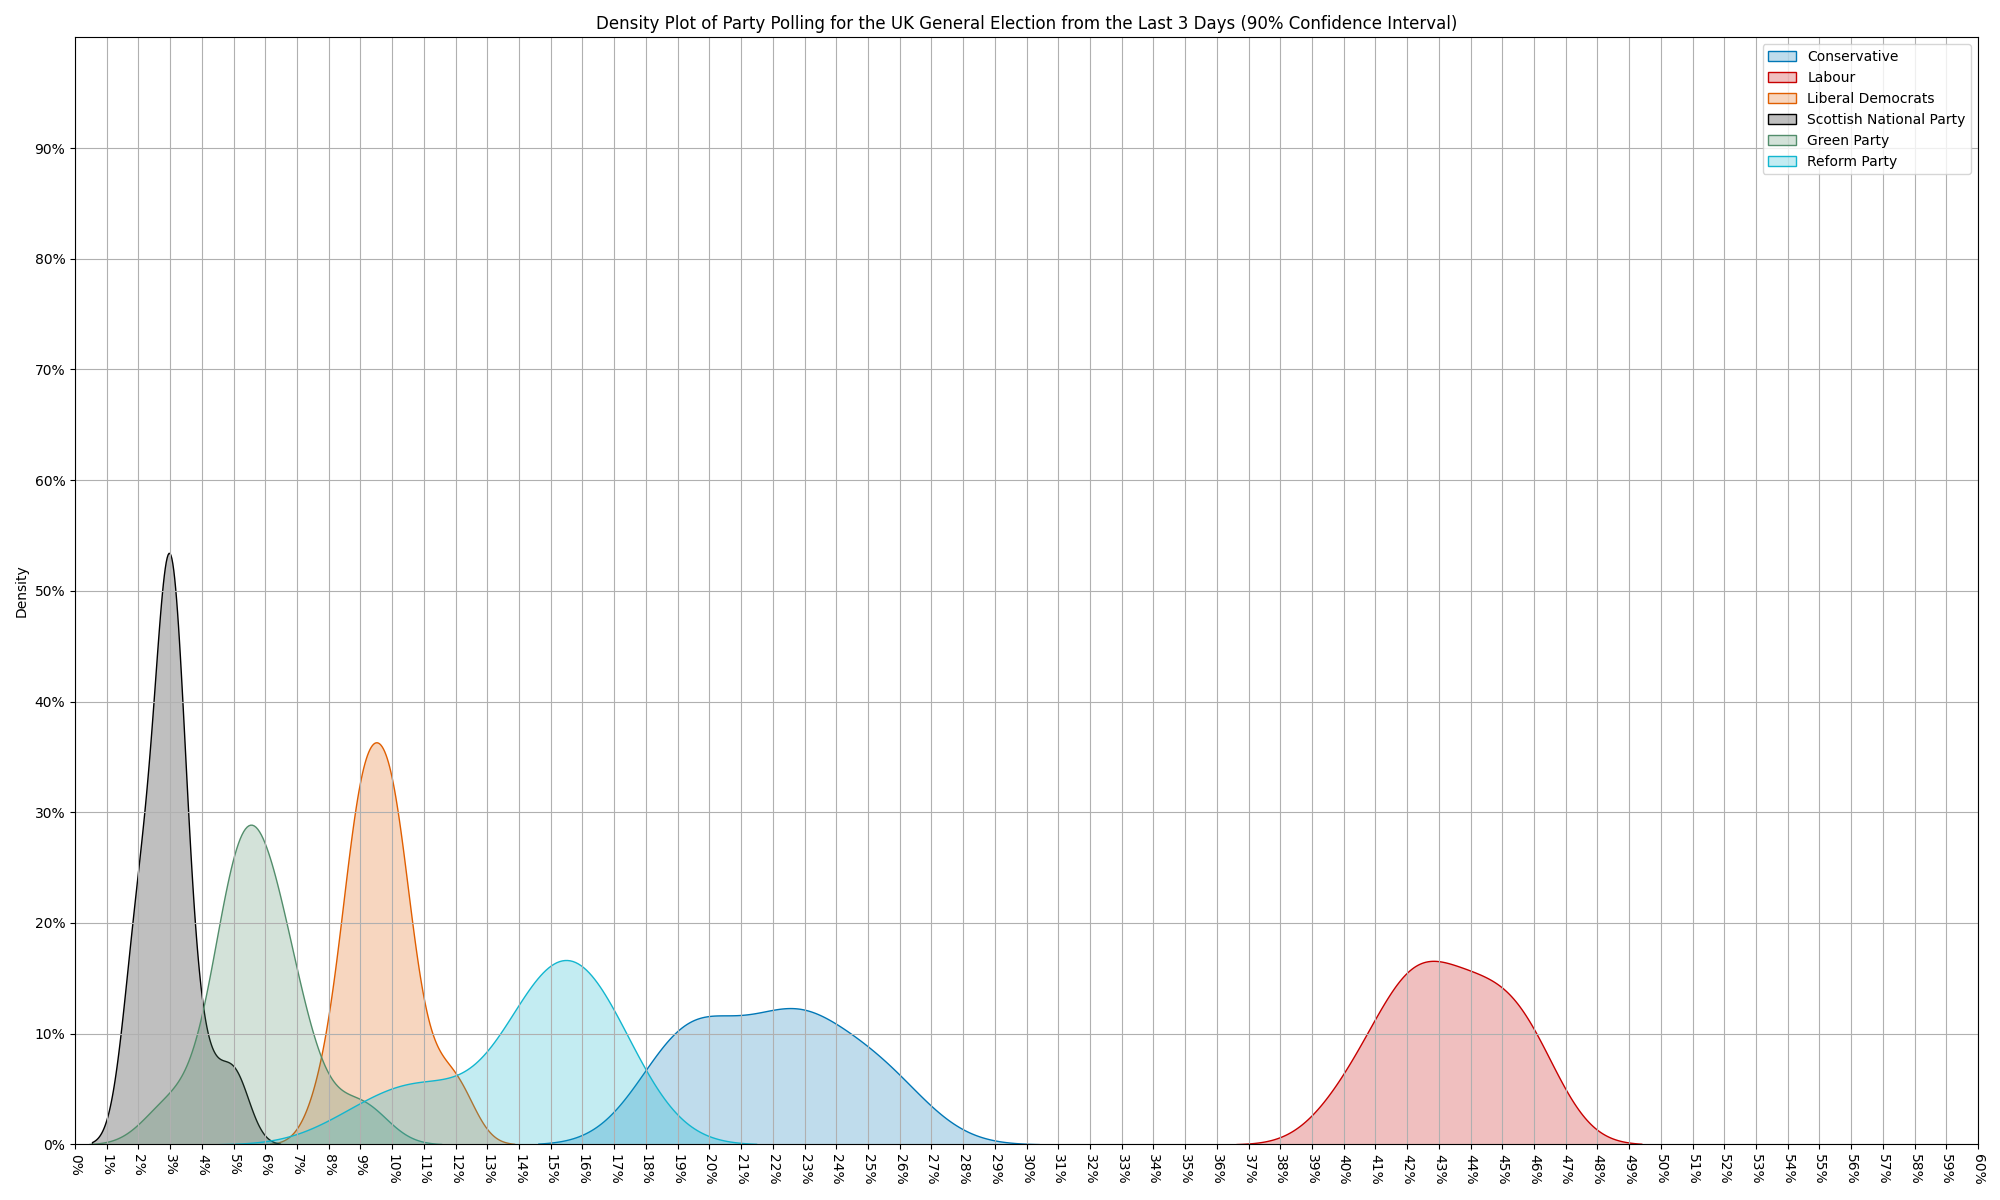 Density Plot of Party Polling for the UK General Election from the Last 3 Days (90% Confidence Interval)
Conservative
Labour
Liberal Democrats
Scottish National Party
Green Party
Reform Party
Density
90%
80%
70%
60%
50%
40%
30%
20%
10%
0%
0% 1% 2% 3% 4% 5% 6% 7% 8% 9% 10% 11% 12% 13% 14% 15% 16% 17% 18% 19% 20% 21% 22% 23% 24% 25% 26% 27% 28% 29% 30% 31% 32% 33% 34% 35% 36% 37% 38% 39% 40% 41% 42% 43% 44% 45% 46% 47% 48% 49% 50% 51% 52% 53% 54% 55% 56% 57% 58% 59% 60%